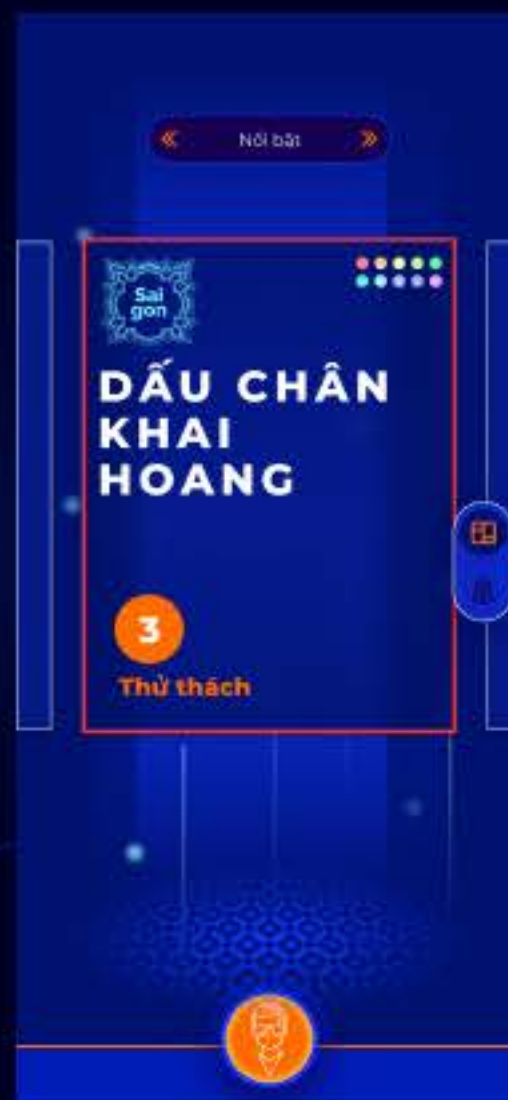 Nổi bật
Sai
gon
DẤU CHÂN
KHAI
HOANG
3
Thử thách